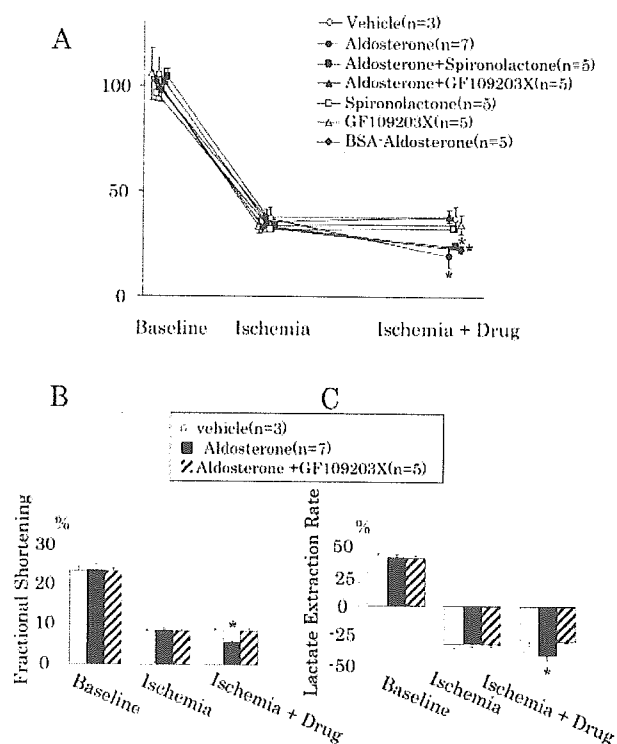 A
Vehicle(n=3)
Aldosterone(n=7)
Aldosterone+Spironolactone(n=5)
Aldosterone+GF109203X(n=5)
Spironolactone(n=5)
GF109203X(n=5)
BSA-Aldosterone(n=5)
100
50
0
* *
*
Baseline Ischemia Ischemia + Drug
B C
vehicle(n=3)
Aldosterone(n=7)
Aldosterone +GF109203X(n=5)
Fractional Shortening
%
30
20
10
0
*
Baseline
Ischemia
Ischemia + Drug
Lactate Extraction Rate
%
50
25
0
-25
-50
*
Baseline
Ischemia
Ischemia + Drug